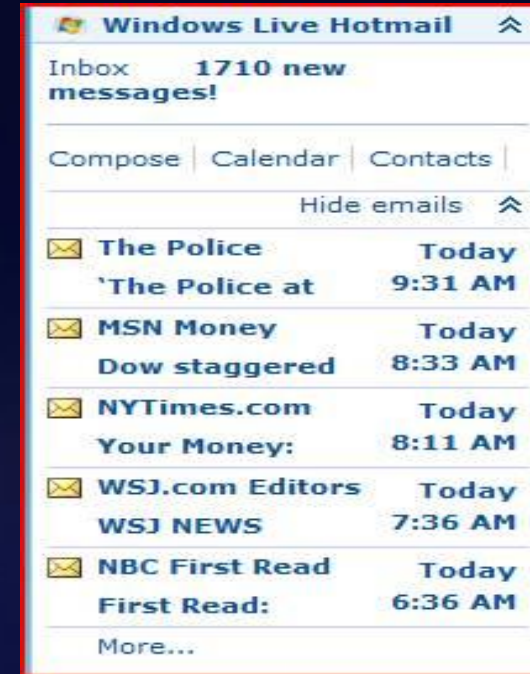 Windows Live Hotmail
Inbox 1710 new
messages!
Compose | Calendar | Contacts |
Hide emails
The Police Today
‘The Police at 9:31 AM
MSN Money Today
Dow staggered 8:33 AM
NYTimes.com Today
Your Money: 8:11 AM
WSJ.com Editors Today
WSJ NEWS 7:36 AM
NBC First Read Today
First Read: 6:36 AM
More...